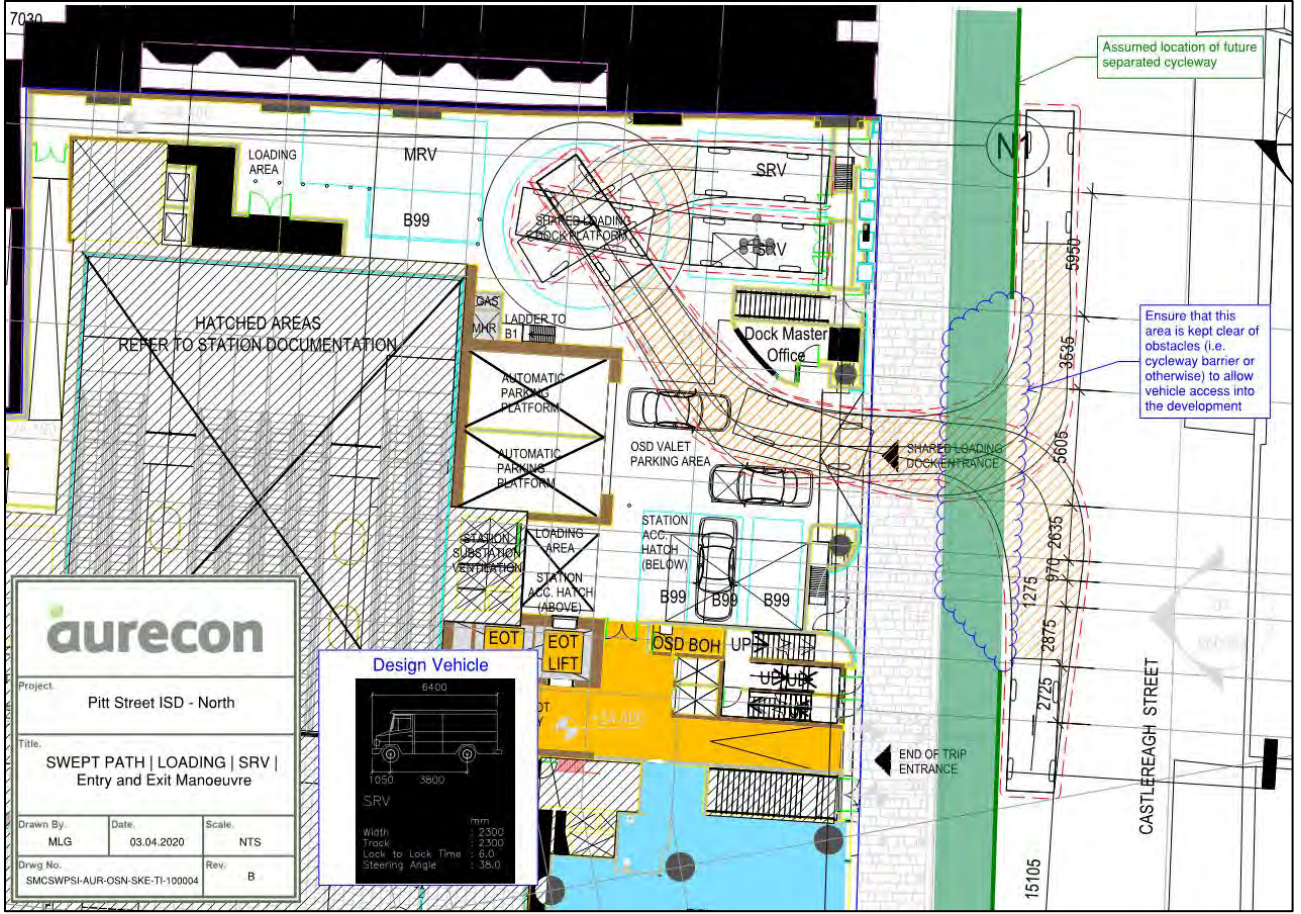 7030
Assumed location of future
separated cycleway
N1
LOADING
AREA
MRV
B99
SHARED LOADING
DOCK PLATFORM
SRV
SRV
5950
GAS
MHR
LADDER TO
B1
Dock Master
Office
HATCHED AREAS
REFER TO STATION DOCUMENTATION
Ensure that this
area is kept clear of
obstacles (i.e.
cycleway barrier or
otherwise) to allow
vehicle access into
the development
3535
AUTOMATIC
PARKING
PLATFORM
AUTOMATIC
PARKING
PLATFORM
OSD VALET
PARKING AREA
SHARED LOADING
DOCK ENTRANCE
5605
STATION
SUBSTATION
VENTILATION
LOADING
AREA
STATION
ACC. HATCH
(ABOVE)
STATION
ACC.
HATCH
(BELOW)
B99
B99
B99
2635
970
1275
2875
2725
EOT
EOT
LIFT
OSD BOH
UP
+34.400
END OF TRIP
ENTRANCE
CASTLEREAGH STREET
15105
aurecon
Project.
Pitt Street ISD - North
Title.
SWEPT PATH | LOADING | SRV |
Entry and Exit Manoeuvre
Drawn By.
MLG
Date.
03.04.2020
Scale.
NTS
Drwg No.
SMCSWPSI-AUR-OSN-SKE-TI-100004
Rev.
B
Design Vehicle
6400
1050
3800
SRV
mm
Width : 2300
Track : 2300
Lock to Lock Time : 6.0
Steering Angle : 38.0